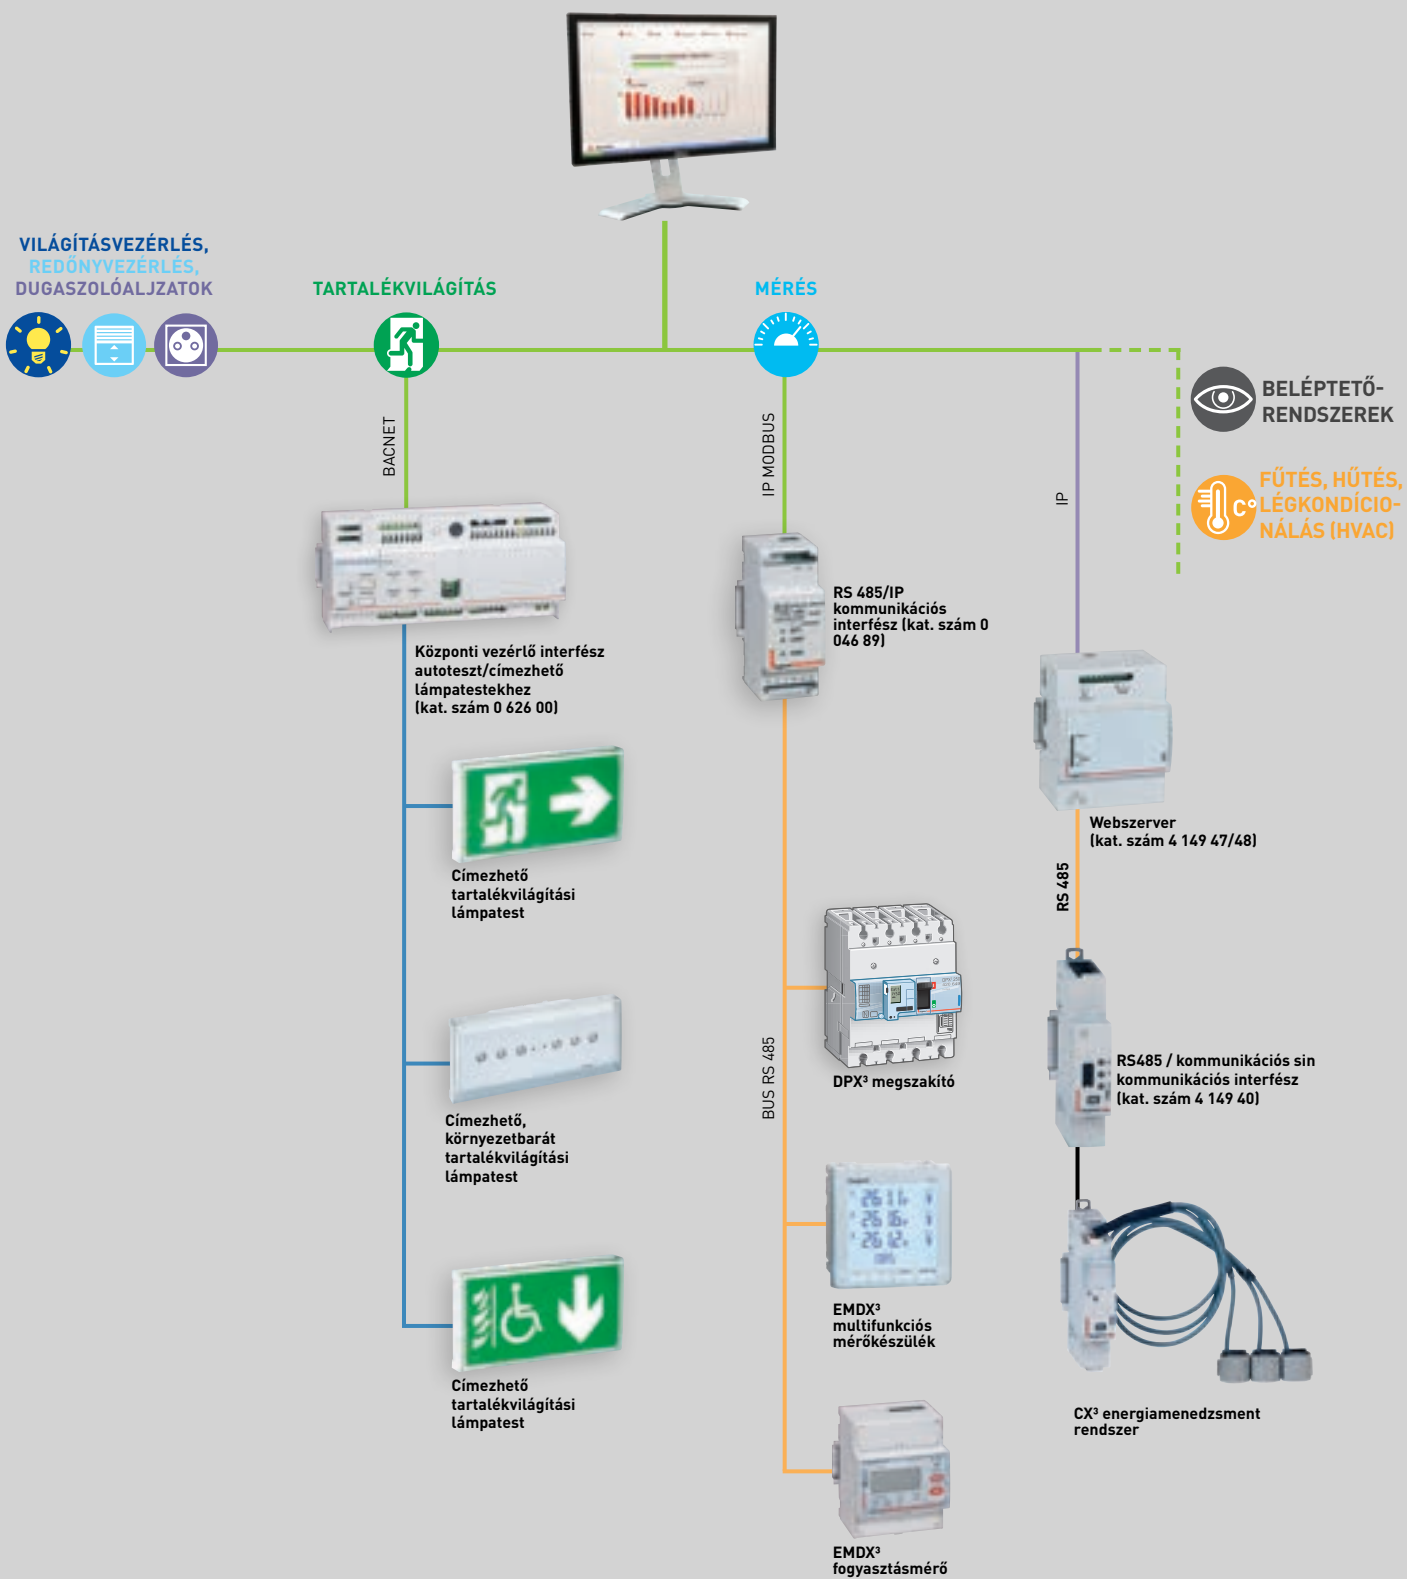 VILÁGÍTÁSVEZÉRLÉS,
REDŐNYVEZÉRLÉS,
DUGASZOLÓALJZATOK
TARTALÉKVILÁGÍTÁS
MÉRÉS
BELÉPTETŐ-
RENDSZEREK
C°
FŰTÉS, HŰTÉS,
LÉGKONDÍCIO-
NÁLÁS (HVAC)
BACNET
IP MODBUS
IP
Központi vezérlő interfész
autoteszt/címezhető
lámpatestekhez
(kat. szám 0 626 00)
Címezhető
tartalékvilágítási
lámpatest
Címezhető,
környezetbarát
tartalékvilágítási
lámpatest
Címezhető
tartalékvilágítási
lámpatest
RS 485/IP
kommunikációs
interfész (kat. szám 0
046 89)
BUS RS 485
DPX³ megszakító
EMDX³
multifunkciós
mérőkészülék
EMDX³
fogyasztásmérő
Webszerver
(kat. szám 4 149 47/48)
RS 485
RS485 / kommunikációs sin
kommunikációs interfész
(kat. szám 4 149 40)
CX³ energiamenedzsment
rendszer